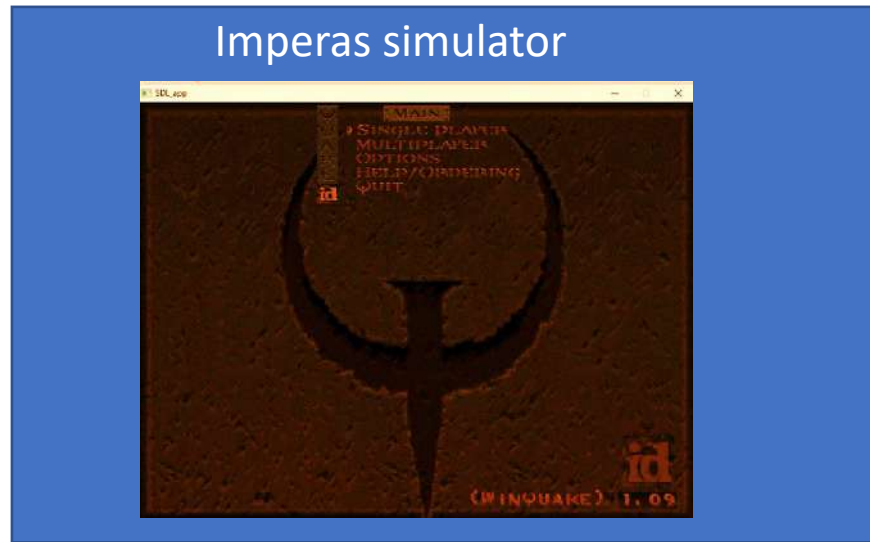 Imperas simulator
SDL_app
MAIN
SINGLE PLAYER
MULTIPLAYER
OPTIONS
HELP/ORDERING
QUIT
id
id
(WINQUAKE) 1.09